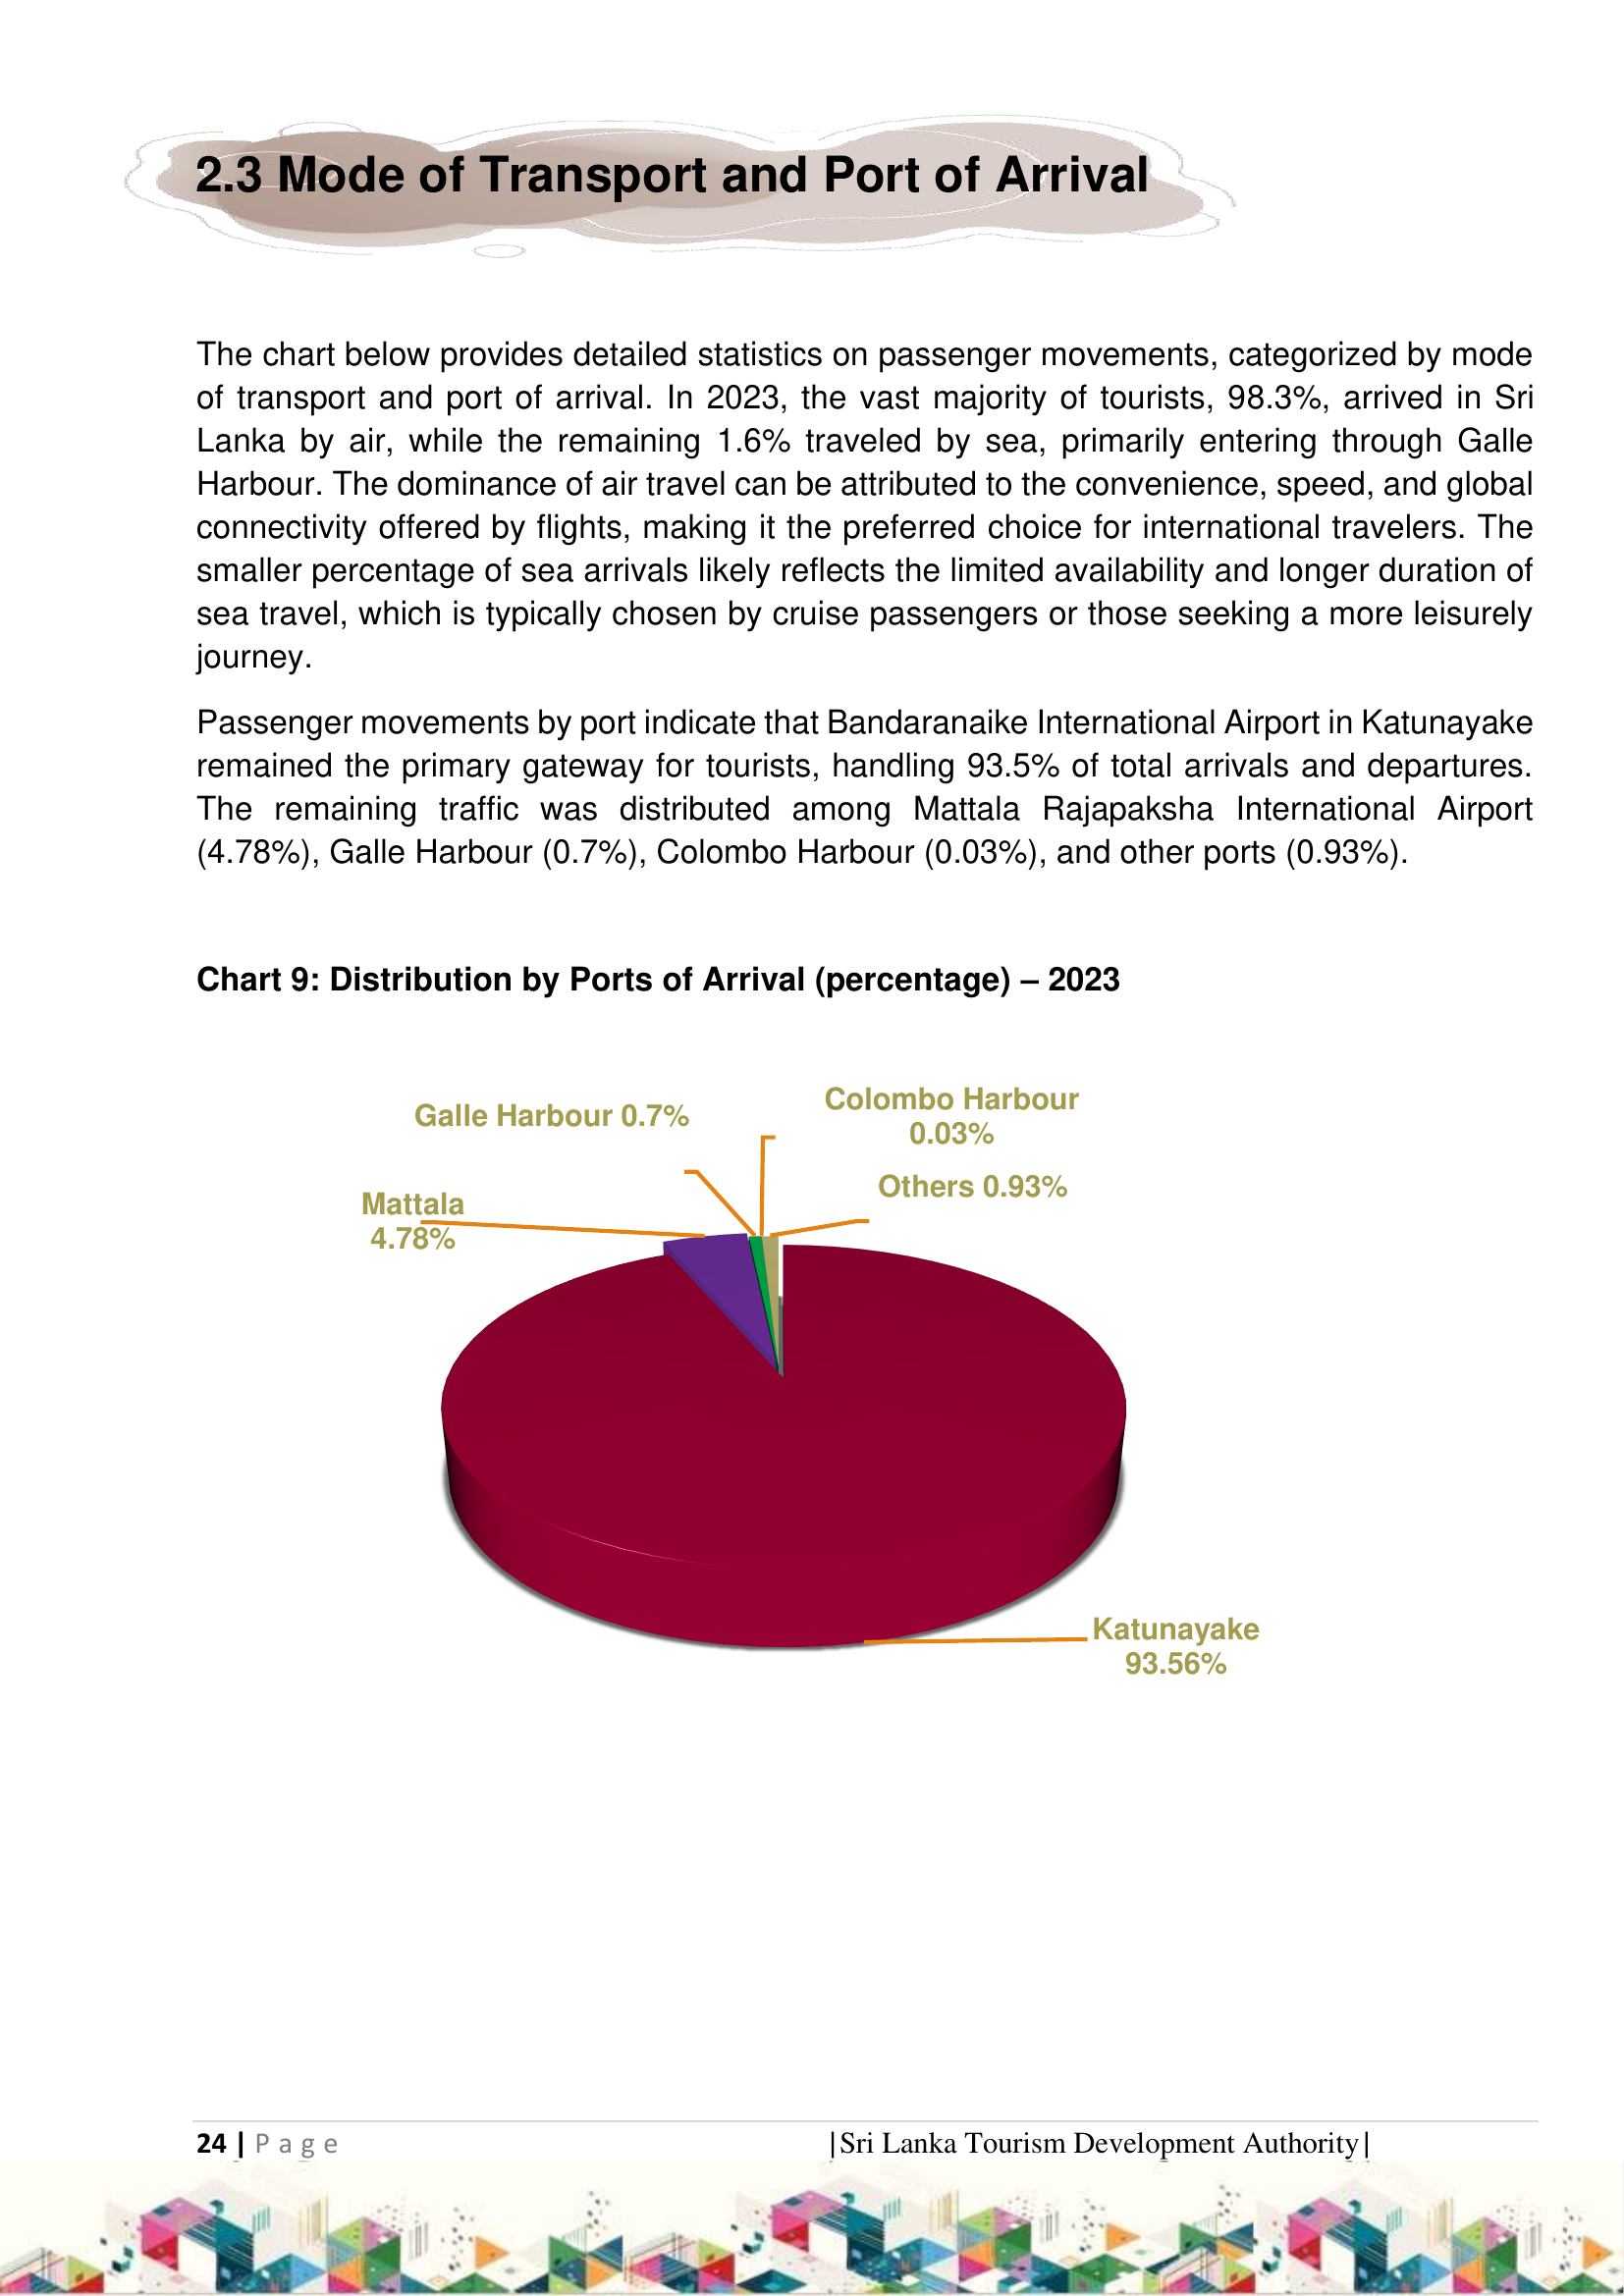 2.3 Mode of Transport and Port of Arrival
The chart below provides detailed statistics on passenger movements, categorized by mode
of transport and port of arrival. In 2023, the vast majority of tourists, 98.3%, arrived in Sri
Lanka by air, while the remaining 1.6% traveled by sea, primarily entering through Galle
Harbour. The dominance of air travel can be attributed to the convenience, speed, and global
connectivity offered by flights, making it the preferred choice for international travelers. The
smaller percentage of sea arrivals likely reflects the limited availability and longer duration of
sea travel, which is typically chosen by cruise passengers or those seeking a more leisurely
journey.
Passenger movements by port indicate that Bandaranaike International Airport in Katunayake
remained the primary gateway for tourists, handling 93.5% of total arrivals and departures.
The remaining traffic was distributed among Mattala Rajapaksha International Airport
(4.78%), Galle Harbour (0.7%), Colombo Harbour (0.03%), and other ports (0.93%).
Chart 9: Distribution by Ports of Arrival (percentage) – 2023
Galle Harbour 0.7%
Colombo Harbour
0.03%
Others 0.93%
Mattala
4.78%
Katunayake
93.56%
24 | Page
|Sri Lanka Tourism Development Authority|